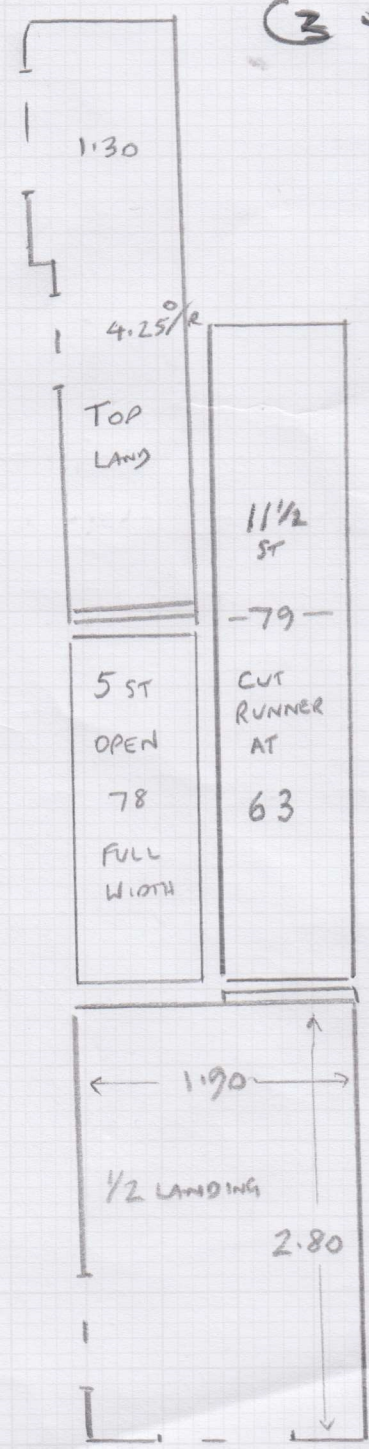 (3
1.30
4.25 O/R
TOP
LAND
11½
ST
-79-
CUT
RUNNER
AT
63
5 ST
OPEN
78
FULL
WIDTH
1.90
½ LANDING
2.80